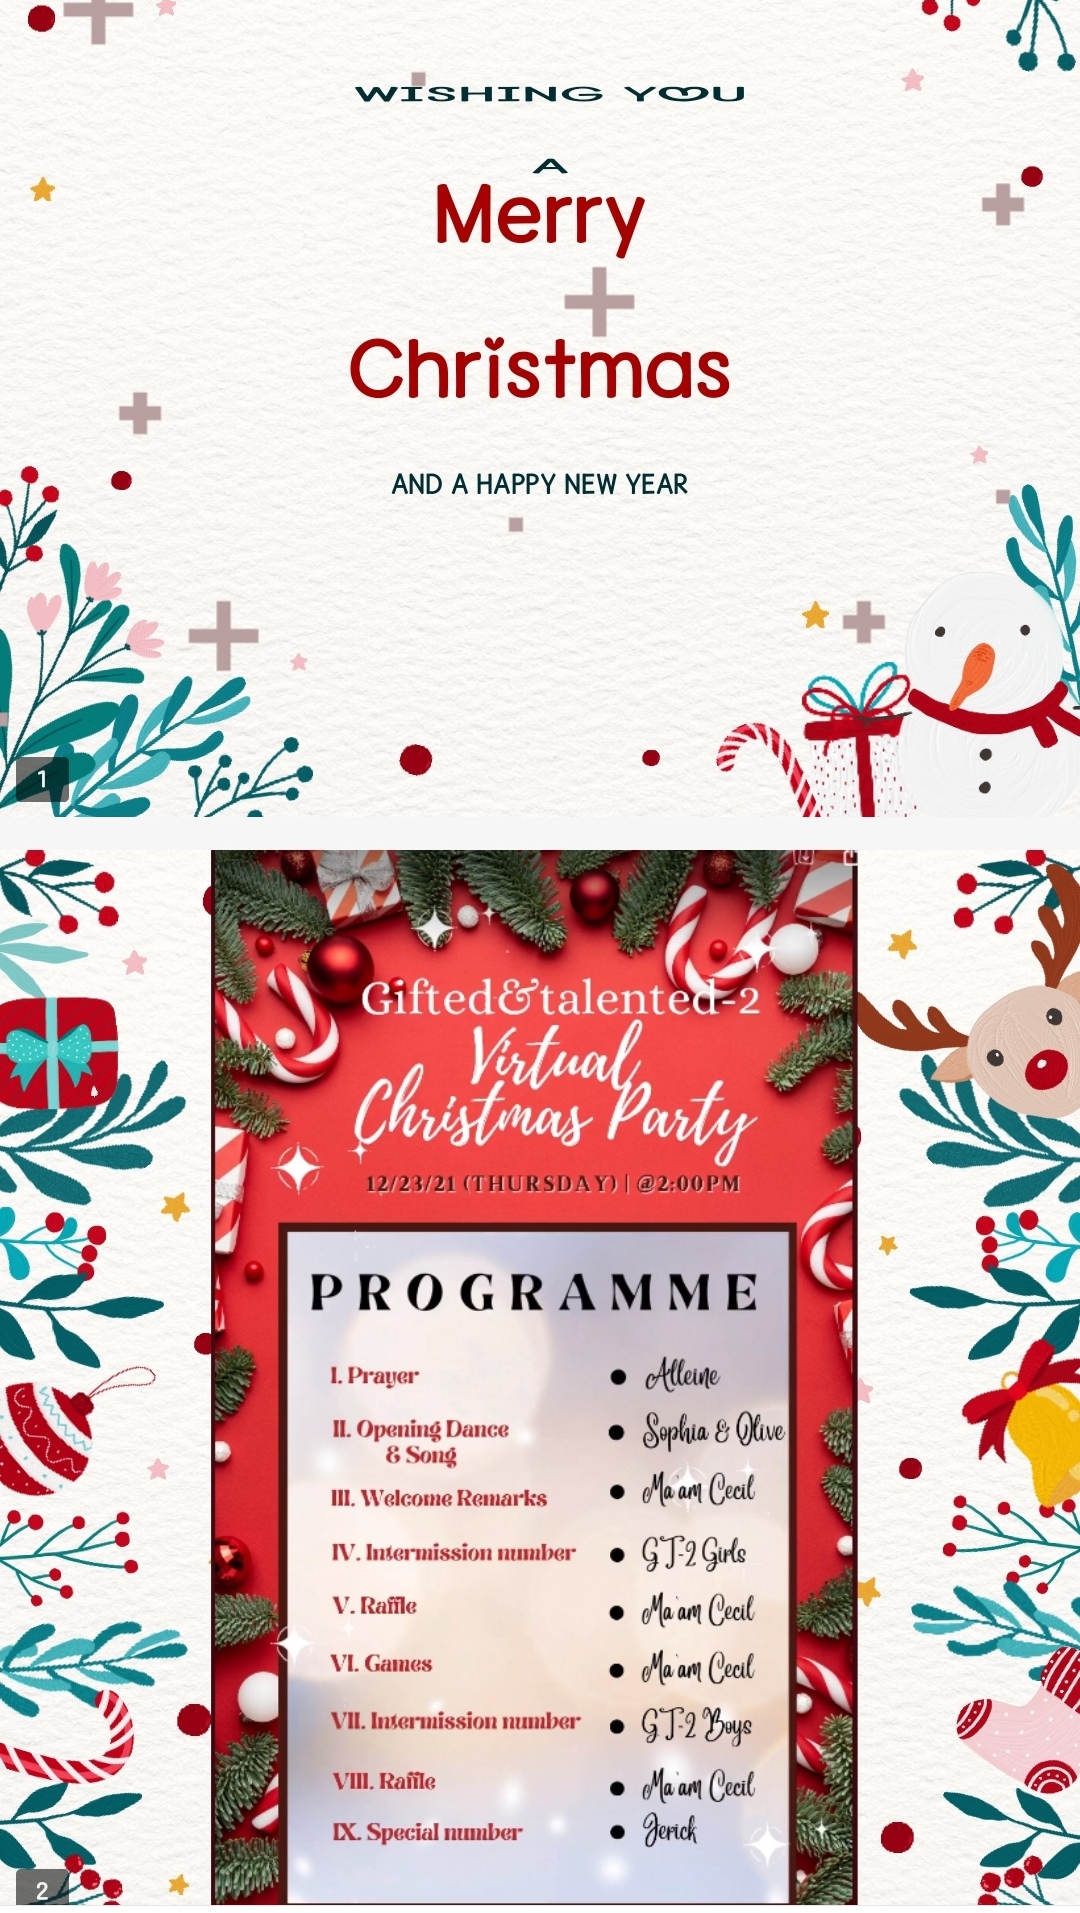 WISHING YOU
A
Merry
Christmas
AND A HAPPY NEW YEAR
1
Gifted&talented-2
Virtual
Christmas Party
12/23/21 (THURSDAY) | @2:00PM
PROGRAMME
I. Prayer ● Alleine
II. Opening Dance ● Sophia & Olive
& Song
III. Welcome Remarks ● Ma'am Cecil
IV. Intermission number ● GT-2 Girls
V. Raffle ● Ma'am Cecil
VI. Games ● Ma'am Cecil
VII. Intermission number ● GT-2 Boys
VIII. Raffle ● Ma'am Cecil
IX. Special number ● Jerick
2